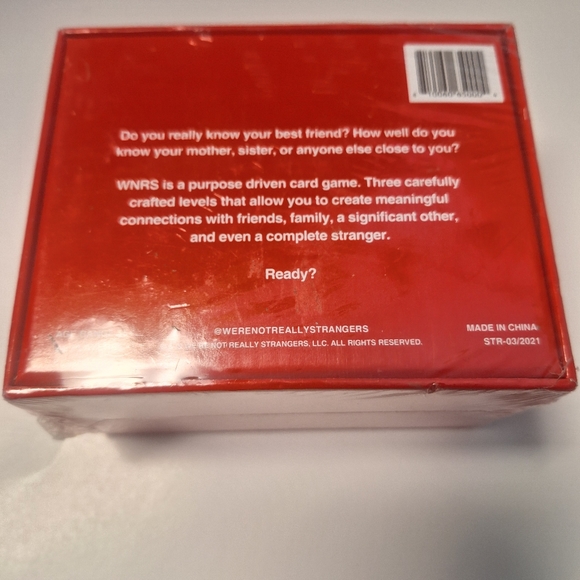 Do you really know your best friend? How well do you
know your mother, sister, or anyone else close to you?
WNRS is a purpose driven card game. Three carefully
crafted levels that allow you to create meaningful
connections with friends, family, a significant other,
and even a complete stranger.
Ready?
@WERENOTREALLYSTRANGERS
NOT REALLY STRANGERS, LLC. ALL RIGHTS RESERVED.
MADE IN CHINA
STR-03/2021